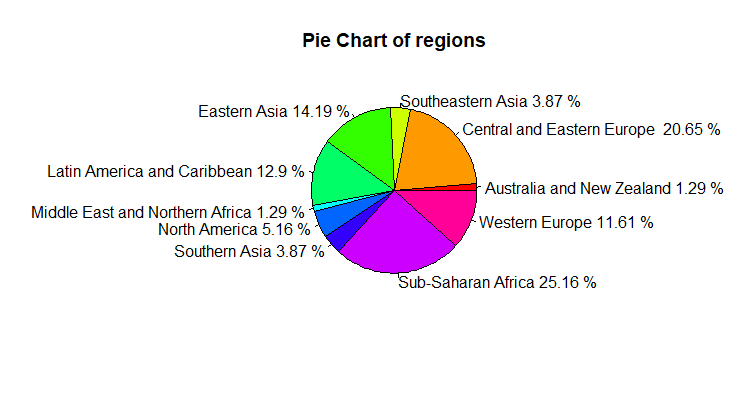 Pie Chart of regions
Southeastern Asia 3.87 %
Eastern Asia 14.19 %
Central and Eastern Europe  20.65 %
Latin America and Caribbean 12.9 %
Australia and New Zealand 1.29 %
Middle East and Northern Africa 1.29 %
Western Europe 11.61 %
North America 5.16 %
Southern Asia 3.87 %
Sub-Saharan Africa 25.16 %